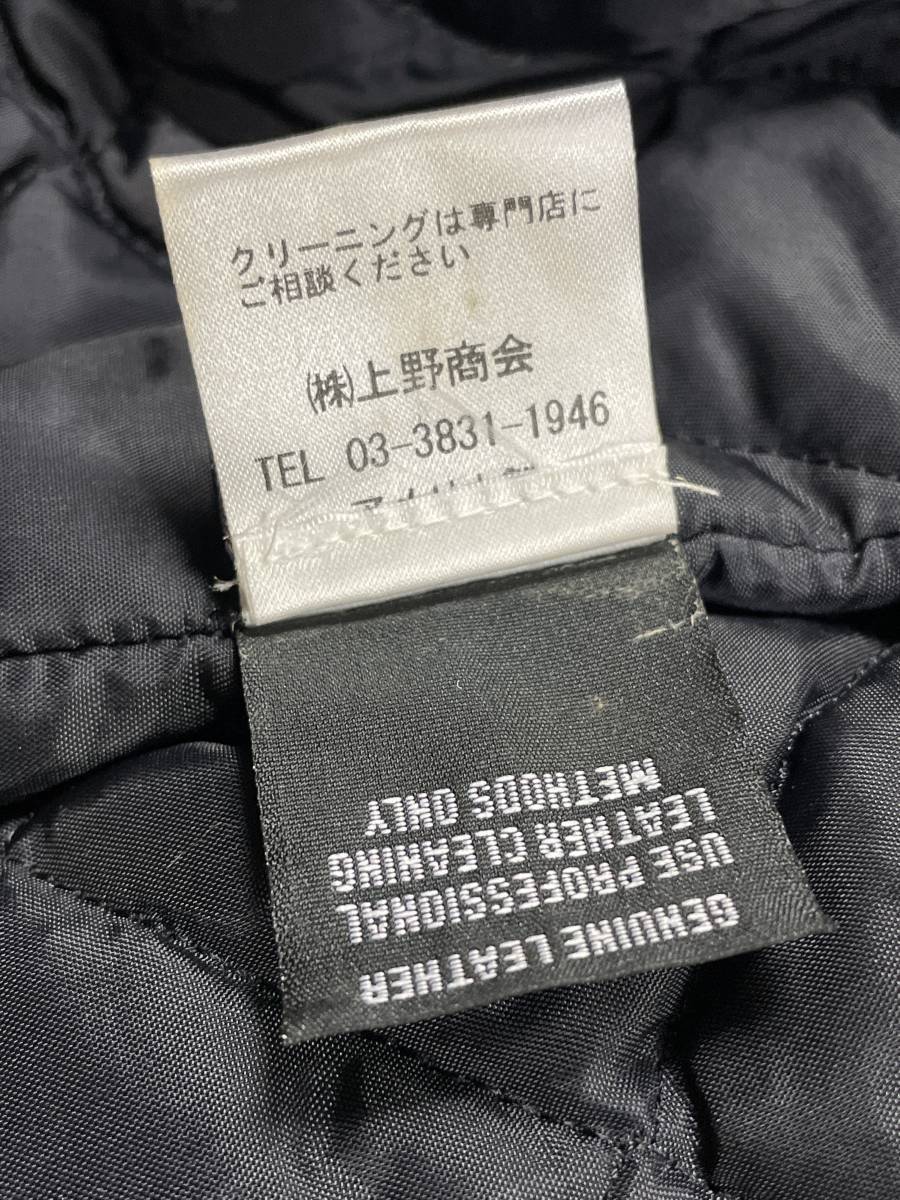 クリーニングは専門店に
ご相談ください
(株)上野商会
TEL 03-3831-1946
GENUINE LEATHER
USE PROFESSIONAL
LEATHER CLEANING
METHODS ONLY